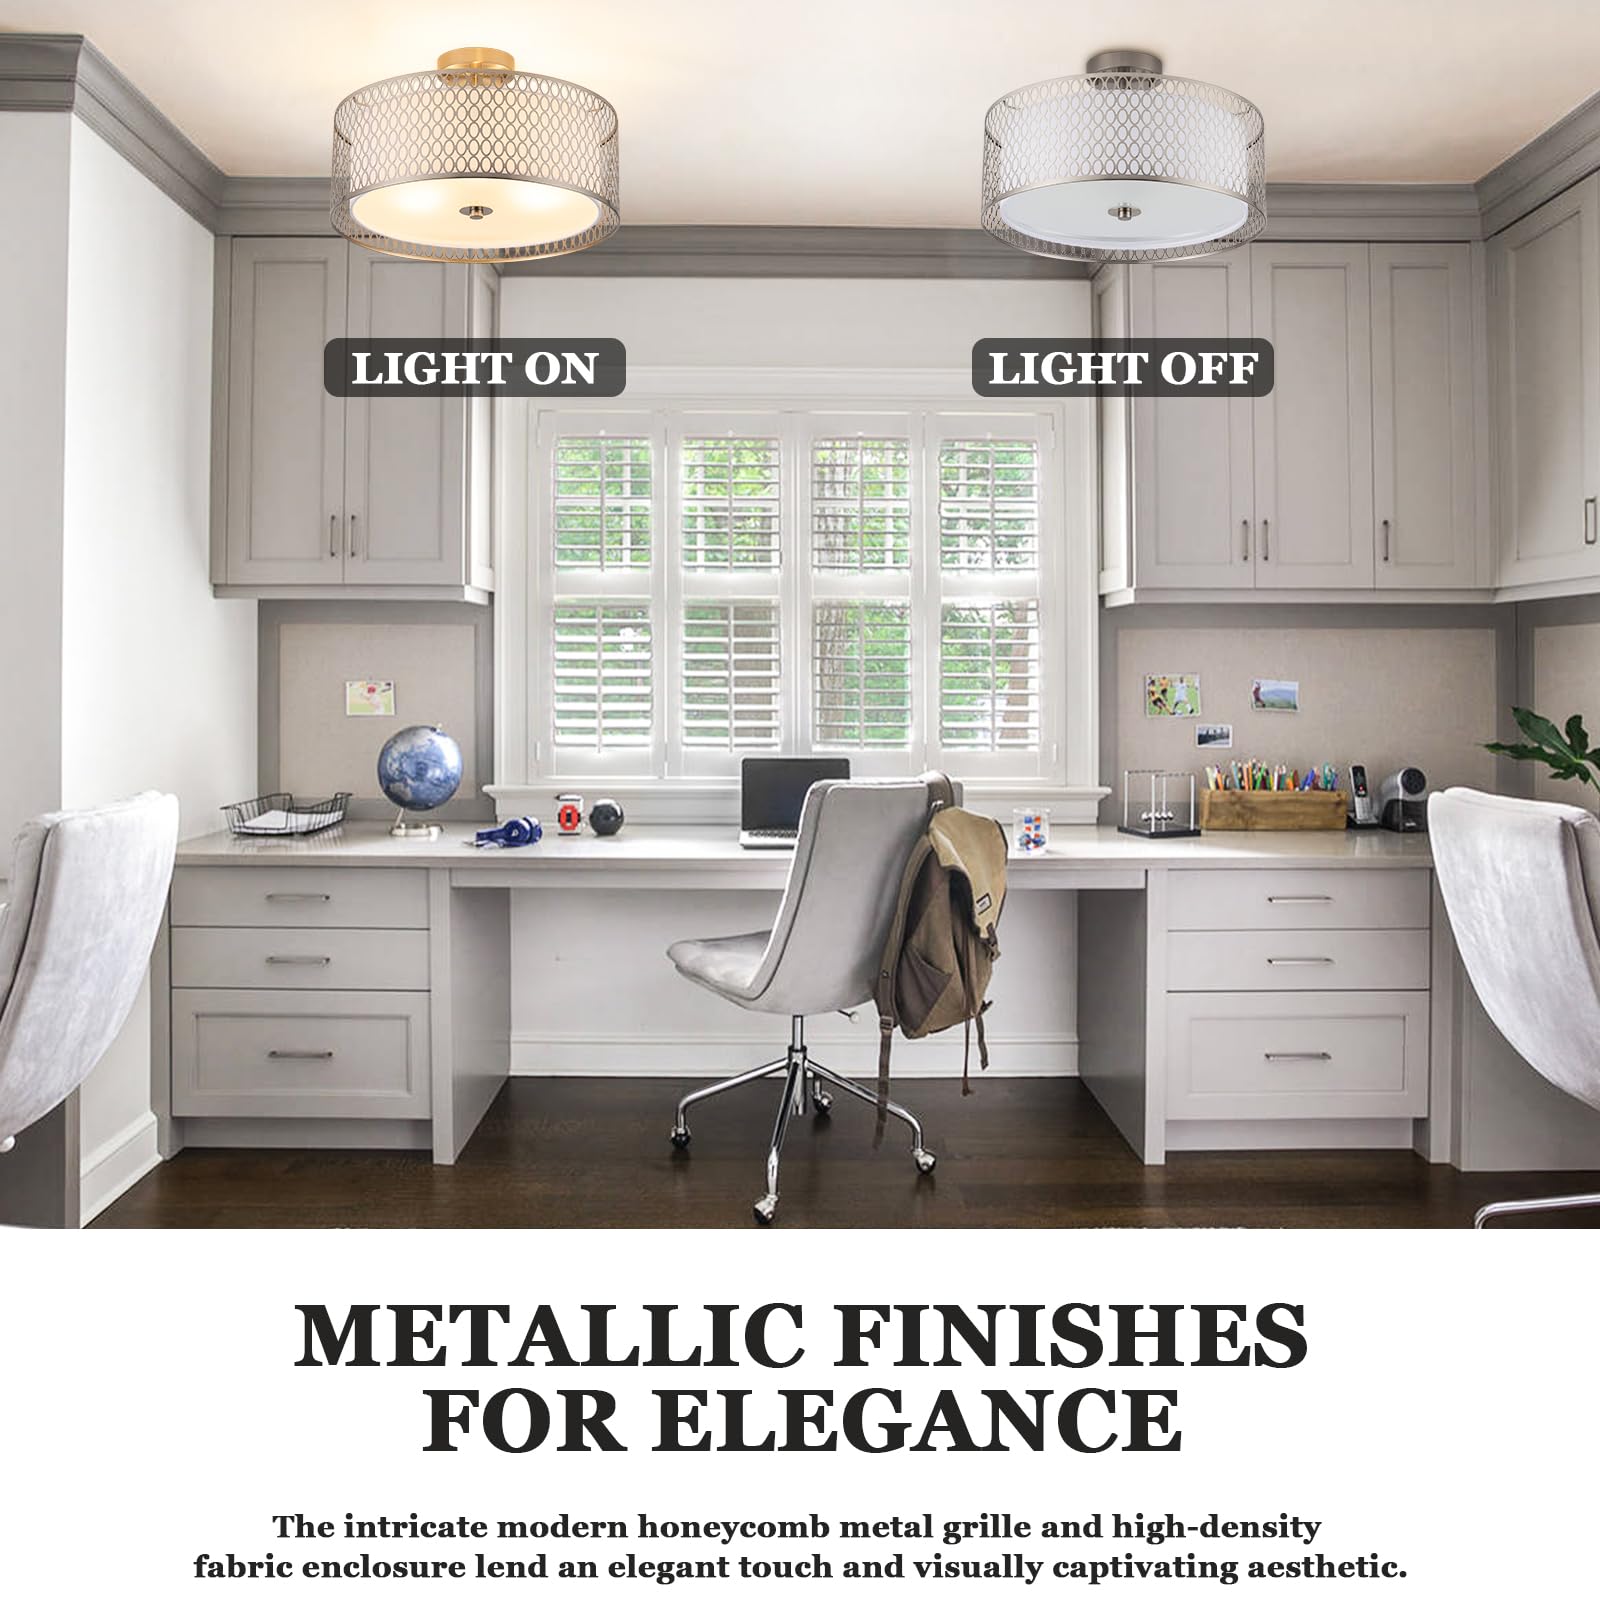 LIGHT ON
LIGHT OFF
METALLIC FINISHES
FOR ELEGANCE
The intricate modern honeycomb metal grille and high-density
fabric enclosure lend an elegant touch and visually captivating aesthetic.